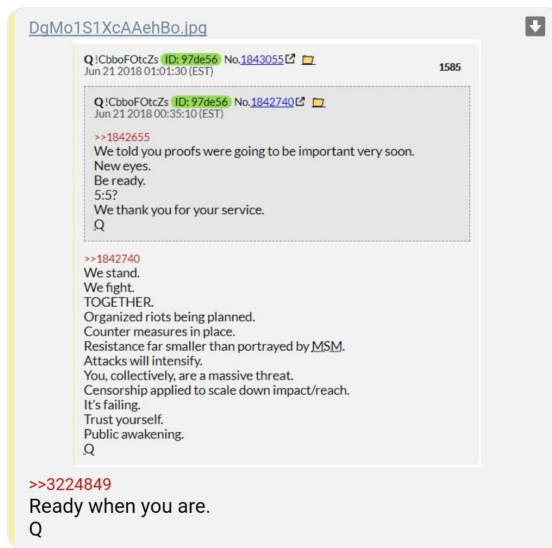 DgMo1S1XcAAehBo.jpg
Q !CbboFOtcZs ID: 97de56 No.1843055
Jun 21 2018 01:01:30 (EST)
1585
Q !CbboFOtcZs ID: 97de56 No.1842740
Jun 21 2018 00:35:10 (EST)
>>1842655
We told you proofs were going to be important very soon.
New eyes.
Be ready.
5:5?
We thank you for your service.
Q
>>1842740
We stand.
We fight.
TOGETHER.
Organized riots being planned.
Counter measures in place.
Resistance far smaller than portrayed by MSM.
Attacks will intensify.
You, collectively, are a massive threat.
Censorship applied to scale down impact/reach.
It's failing.
Trust yourself.
Public awakening.
Q
>>3224849
Ready when you are.
Q